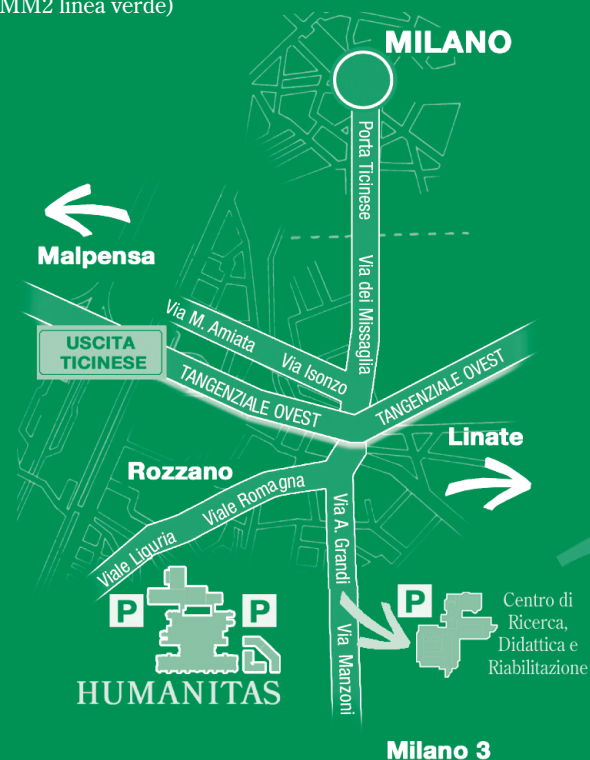 MM2 linea verde)
MILANO
Porta Ticinese
Malpensa
Via dei Missaglia
Via M. Amiata
Via Isonzo
USCITA
TICINESE
TANGENZIALE OVEST
TANGENZIALE OVEST
Linate
Rozzano
Viale Romagna
Viale Liguria
Via A. Grandi
P
P
P
Centro di
Ricerca,
Didattica e
Riabilitazione
Via Manzoni
HUMANITAS
Milano 3